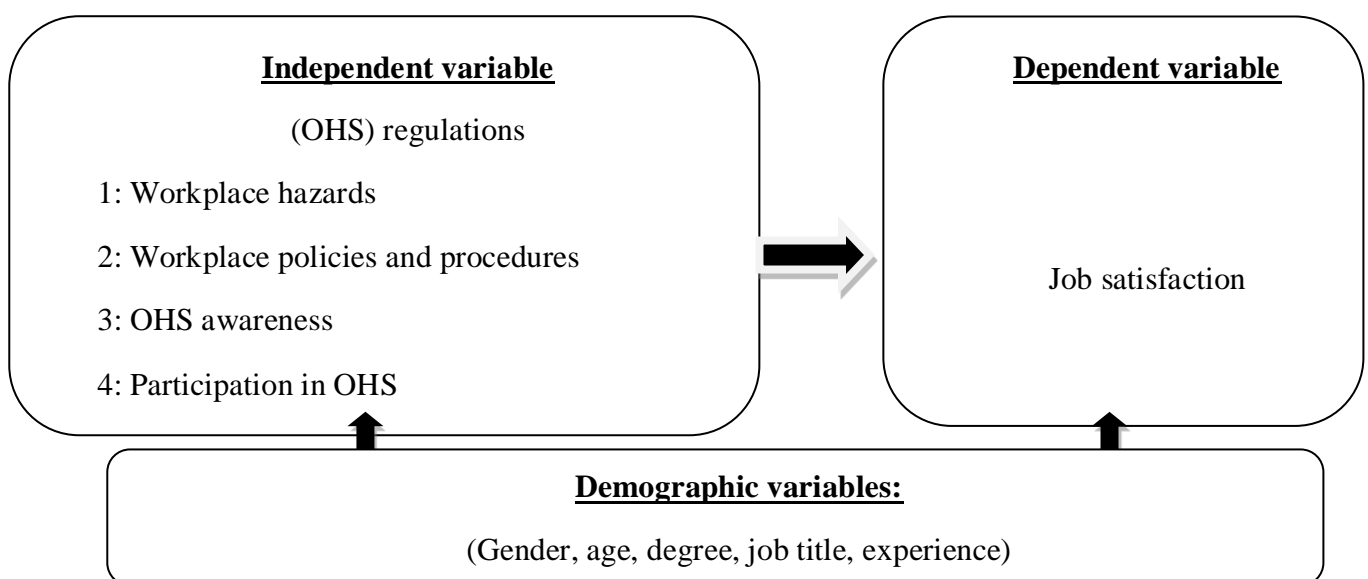 Independent variable
(OHS) regulations
1: Workplace hazards
2: Workplace policies and procedures
3: OHS awareness
4: Participation in OHS
Dependent variable
Job satisfaction
Demographic variables:
(Gender, age, degree, job title, experience)